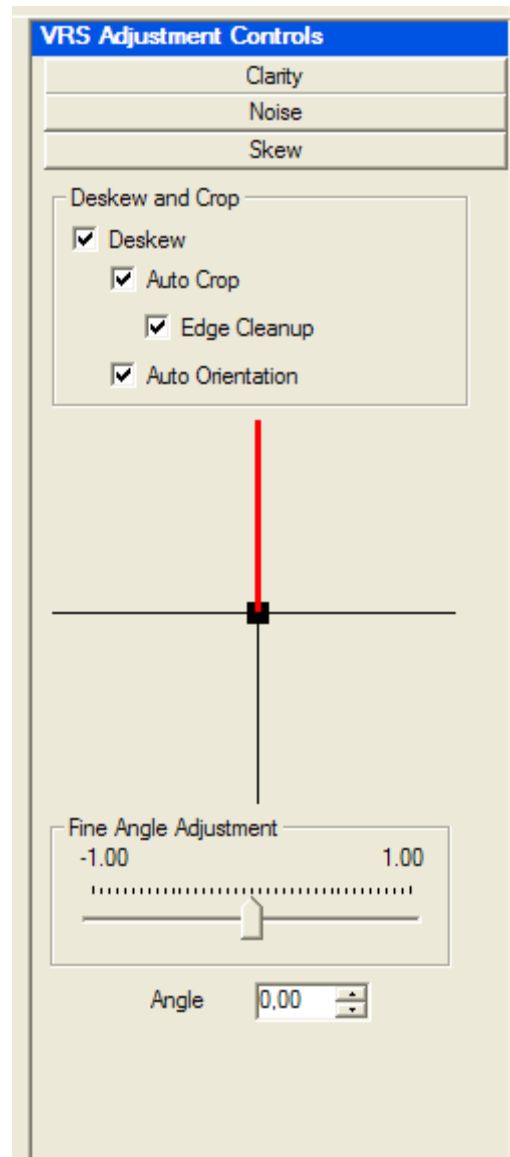 VRS Adjustment Controls
Clarity
Noise
Skew
Deskew and Crop
Deskew
Auto Crop
Edge Cleanup
Auto Orientation
Fine Angle Adjustment
-1.00 1.00
Angle 0,00